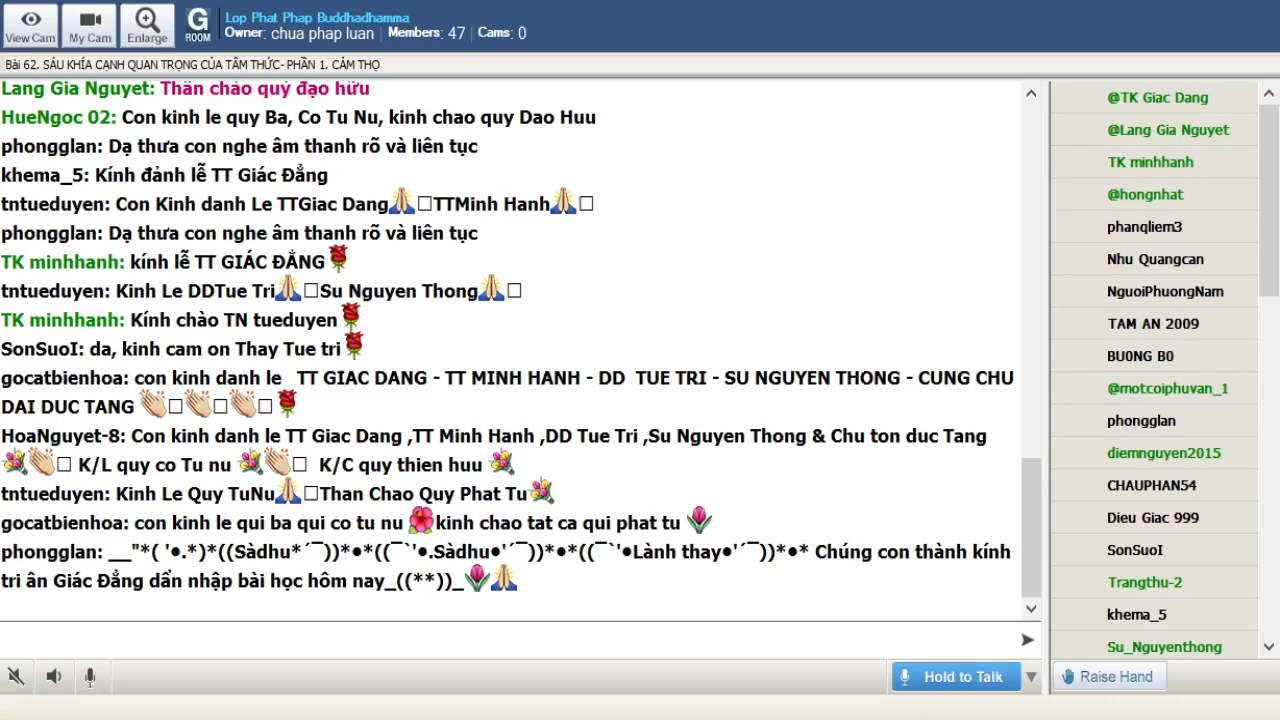 View Cam
My Cam
Enlarge
G
ROOM
Lop Phat Phap Buddhadhamma
Owner: chua phap luan | Members: 47 | Cams: 0
Bài 62. SÁU KHÍA CẠNH QUAN TRỌNG CỦA TÂM THỨC- PHẦN 1. CẢM THỌ
Lang Gia Nguyet: Thân chào quý đạo hữu
HueNgoc 02: Con kinh le quy Ba, Co Tu Nu, kinh chao quy Dao Huu
phongglan: Dạ thưa con nghe âm thanh rõ và liên tục
khema_5: Kính đảnh lễ TT Giác Đẳng
tntueduyen: Con Kinh danh Le TTGiac Dang🙏□TTMinh Hanh🙏□
phongglan: Dạ thưa con nghe âm thanh rõ và liên tục
TK minhhanh: kính lễ TT GIÁC ĐẲNG🌹
tntueduyen: Kinh Le DDTue Tri🙏□Su Nguyen Thong🙏□
TK minhhanh: Kính chào TN tueduyen🌹
SonSuoI: da, kinh cam on Thay Tue tri🌹
gocatbienhoa: con kinh danh le TT GIAC DANG - TT MINH HANH - DD TUE TRI - SU NGUYEN THONG - CUNG CHU
DAI DUC TANG 👏□👏□👏□🌹
HoaNguyet-8: Con kinh danh le TT Giac Dang ,TT Minh Hanh ,DD Tue Tri ,Su Nguyen Thong & Chu ton duc Tang
💐👏□ K/L quy co Tu nu 💐👏□ K/C quy thien huu 💐
tntueduyen: Kinh Le Quy TuNu🙏□Than Chao Quy Phat Tu💐
gocatbienhoa: con kinh le qui ba qui co tu nu 🌺kinh chao tat ca qui phat tu 🌷
phongglan: __"*( '•.*)*((Sàdhu*´¯))*•*((¯`'•.Sàdhu•'´¯))*•*((¯`'•Lành thay•'´¯))*•* Chúng con thành kính
tri ân Giác Đẳng dẩn nhập bài học hôm nay_((**))_🌷🙏
Hold to Talk
@TK Giac Dang
@Lang Gia Nguyet
TK minhhanh
@hongnhat
phanqliem3
Nhu Quangcan
NguoiPhuongNam
TAM AN 2009
BU0NG B0
@motcoiphuvan_1
phongglan
diemnguyen2015
CHAUPHAN54
Dieu Giac 999
SonSuoI
Trangthu-2
khema_5
Su_Nguyenthong
Raise Hand